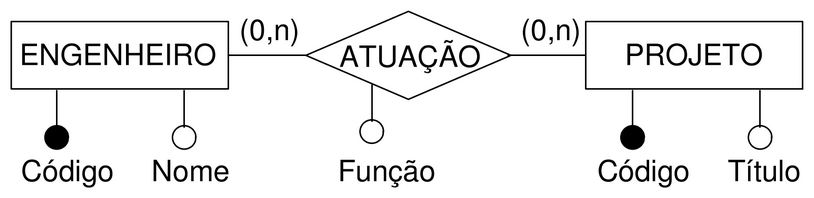 (0,n) (0,n)
ENGENHEIRO ATUAÇÃO PROJETO
Código Nome Função Código Título